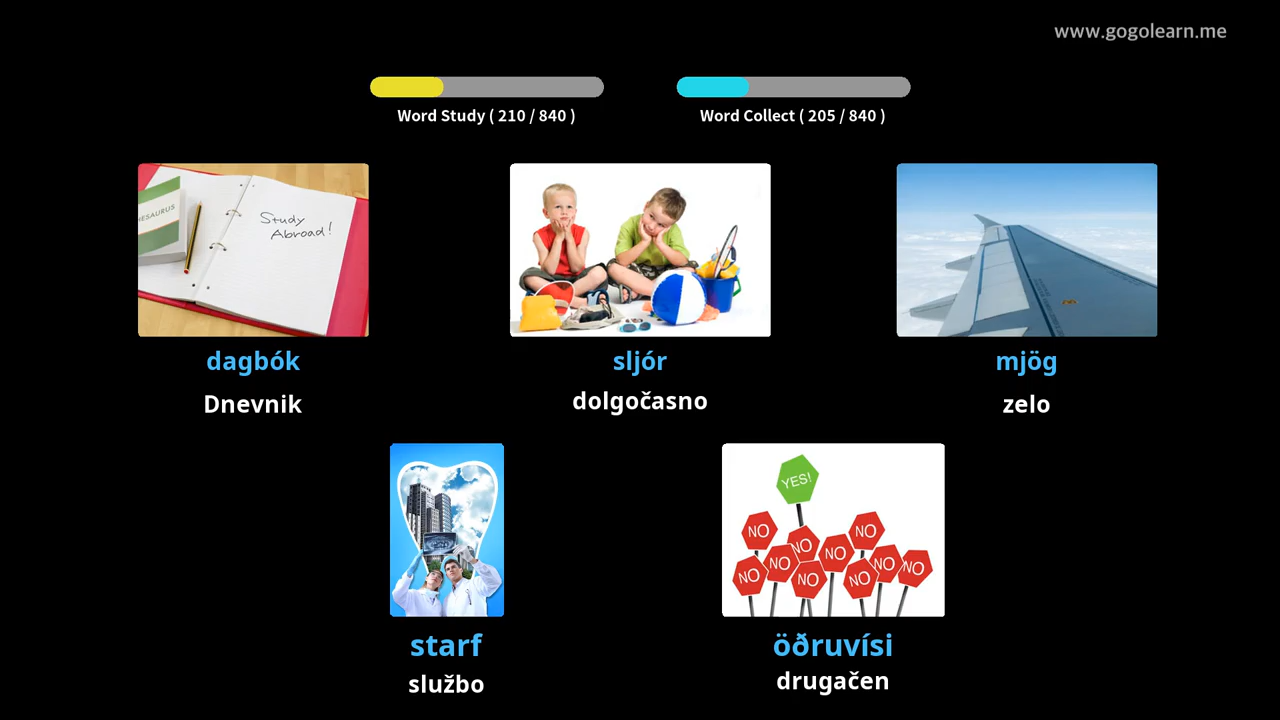 www.gogolearn.me
Word Study ( 210 / 840 )
Word Collect ( 205 / 840 )
HESAURUS
Study
Abroad!
dagbók
sljór
mjög
Dnevnik
dolgočasno
zelo
YES!
NO
NO
NO
NO
NO
NO
NO
NO
NO
NO
starf
öðruvísi
službo
drugačen